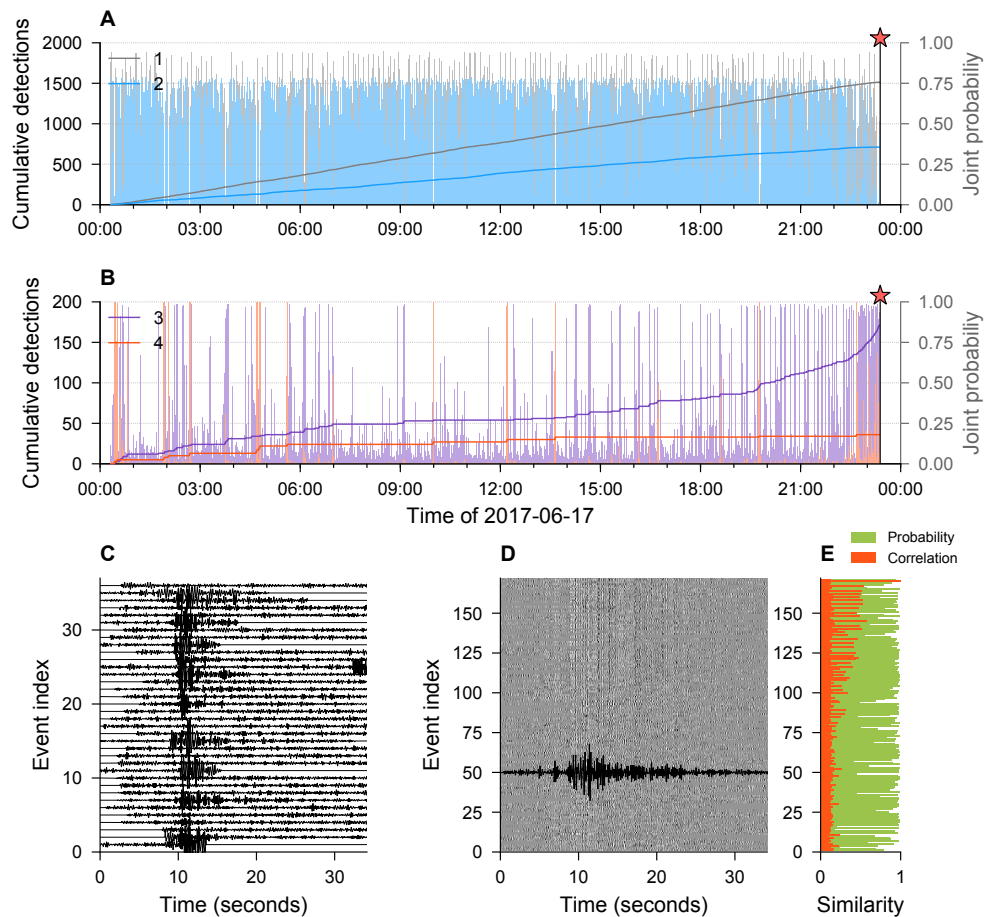 A
Cumulative detections
2000
1500
1000
500
0
1
2
1.00
0.75
0.50
0.25
0.00
Joint probabiliy
00:00 03:00 06:00 09:00 12:00 15:00 18:00 21:00 00:00
B
Cumulative detections
200
150
100
50
0
3
4
1.00
0.75
0.50
0.25
0.00
Joint probabiliy
00:00 03:00 06:00 09:00 12:00 15:00 18:00 21:00 00:00
Time of 2017-06-17
C
Event index
30
20
10
0
0 10 20 30
Time (seconds)
D
Event index
150
125
100
75
50
25
0
0 10 20 30
Time (seconds)
E
Probability
Correlation
150
125
100
75
50
25
0
0 1
Similarity